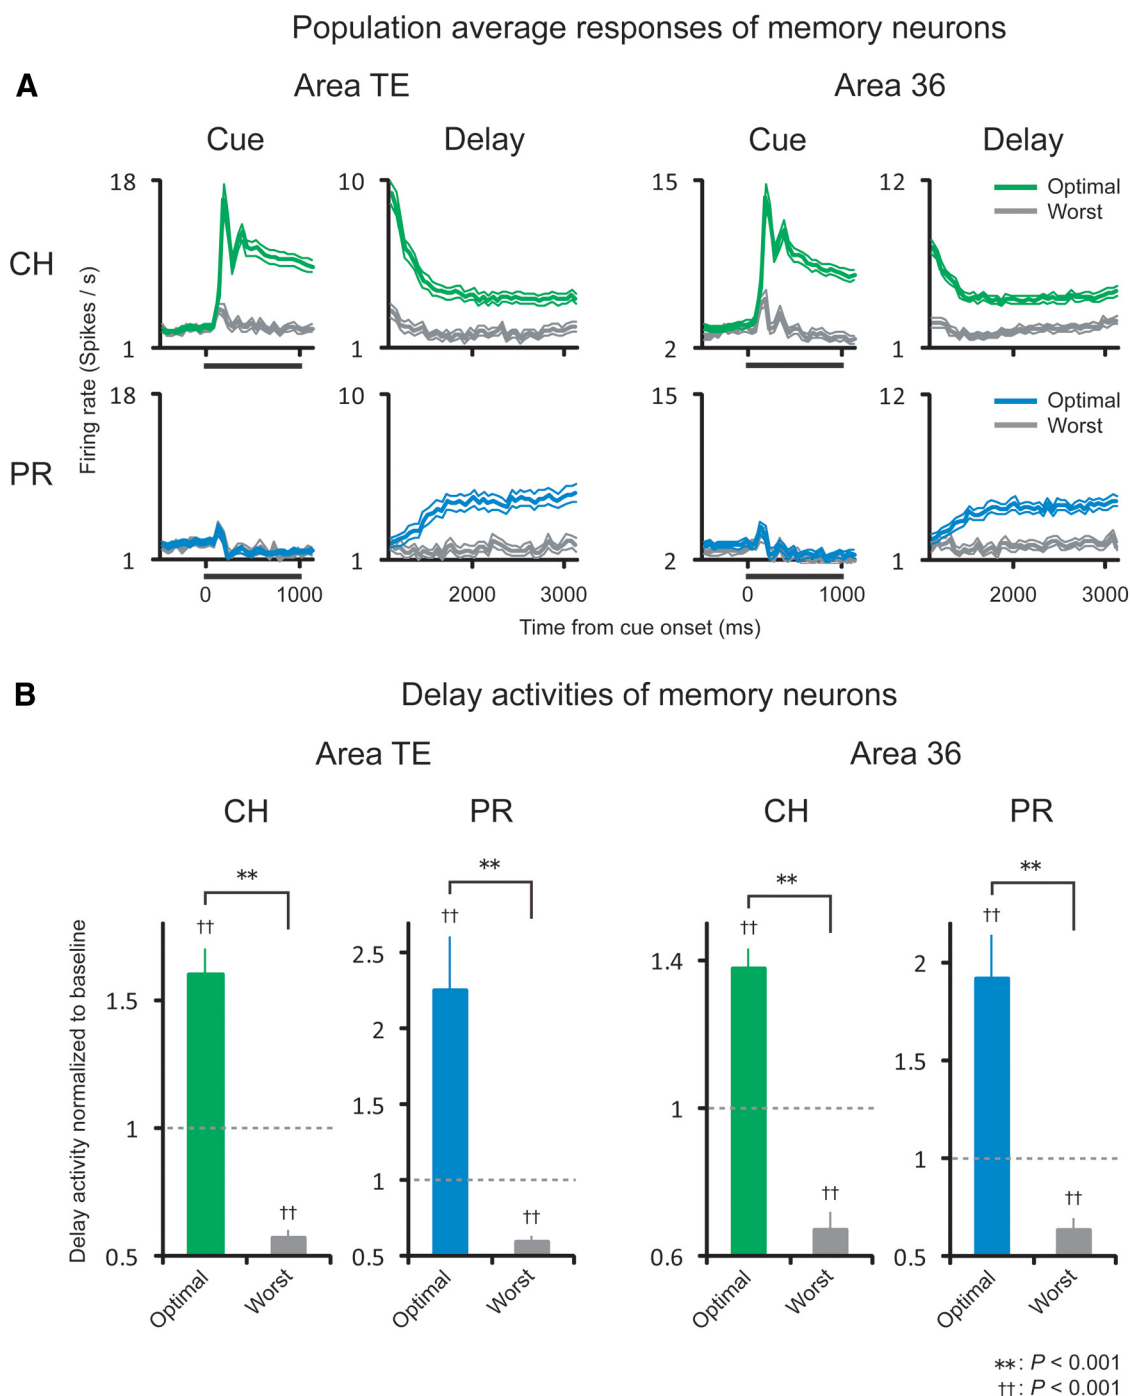 Population average responses of memory neurons
A
Area TE
Area 36
Cue
Delay
Cue
Delay
CH
Firing rate (Spikes / s)
18
1
10
1
15
2
12
1
Optimal
Worst
PR
18
1
10
1
15
2
12
1
Optimal
Worst
0
1000
2000
3000
0
1000
2000
3000
Time from cue onset (ms)
B
Delay activities of memory neurons
Area TE
Area 36
CH
PR
CH
PR
Delay activity normalized to baseline
**
††
††
1.5
1
0.5
Optimal
Worst
**
††
††
2.5
2
1.5
1
0.5
Optimal
Worst
**
††
††
1.4
1
0.6
Optimal
Worst
**
††
††
2
1.5
1
0.5
Optimal
Worst
**: P < 0.001
††: P < 0.001